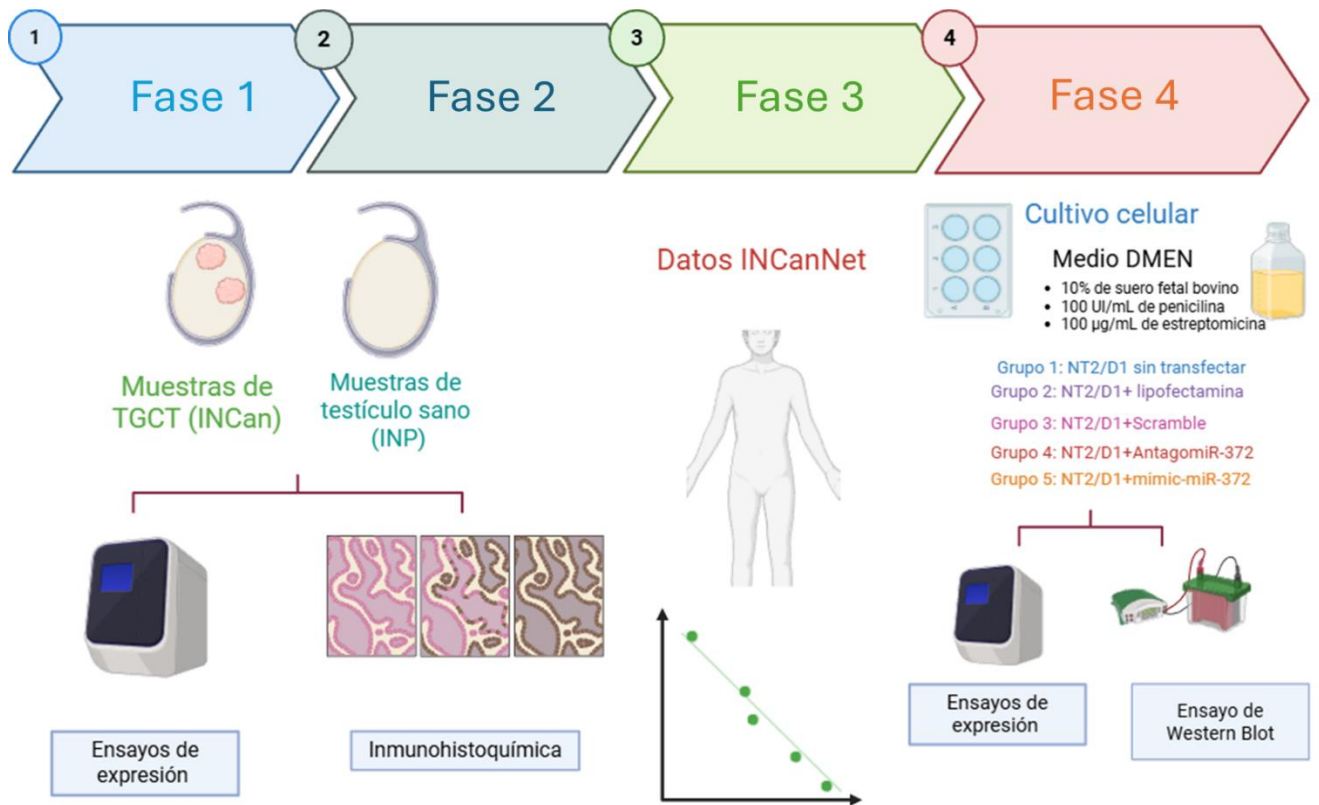 1
2
3
4
Fase 1
Fase 2
Fase 3
Fase 4
Muestras de
TGCT (INCan)
Muestras de
testículo sano
(INP)
Ensayos de
expresión
Inmunohistoquímica
Datos INCanNet
Cultivo celular
Medio DMEN
• 10% de suero fetal bovino
• 100 UI/mL de penicilina
• 100 µg/mL de estreptomicina
Grupo 1: NT2/D1 sin transfectar
Grupo 2: NT2/D1+ lipofectamina
Grupo 3: NT2/D1+Scramble
Grupo 4: NT2/D1+AntagomiR-372
Grupo 5: NT2/D1+mimic-miR-372
Ensayos de
expresión
Ensayo de
Western Blot